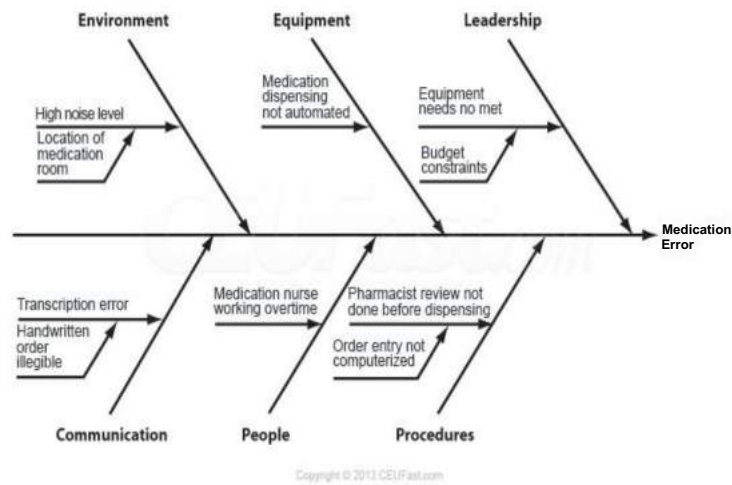 Environment
Equipment
Leadership
Medication
dispensing
not automated
Equipment
needs no met
High noise level
Location of
medication
room
Budget
constraints
CEUFast.com
Medication
Error
Transcription error
Handwritten
order
illegible
Medication nurse
working overtime
Pharmacist review not
done before dispensing
Order entry not
computerized
Communication
People
Procedures
Copyright © 2013 CEUFast.com